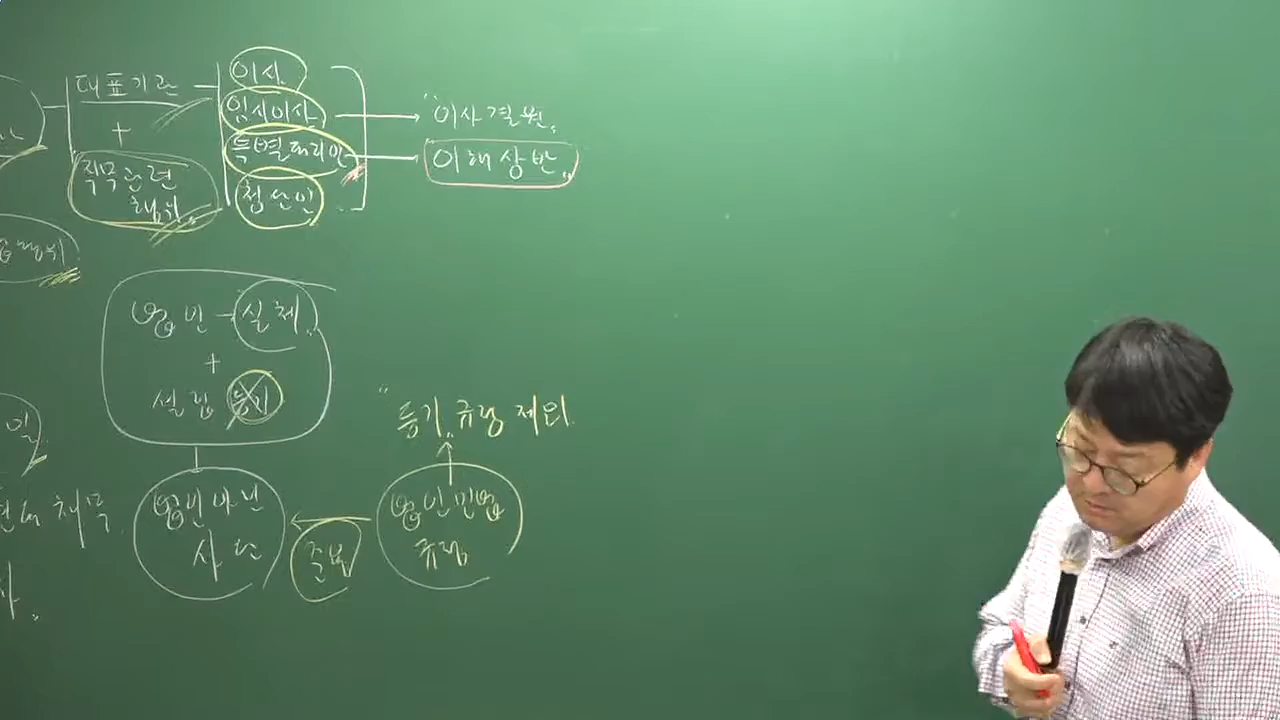 대표기관
+
직무관련
행위
이사
임시이사
특별대리인
청산인
"이사결원"
이해상반"
법인 - 실체
+
설립 등기
"등기 규정 제외
법인아닌
사단
준용
법인민법
규정
채무